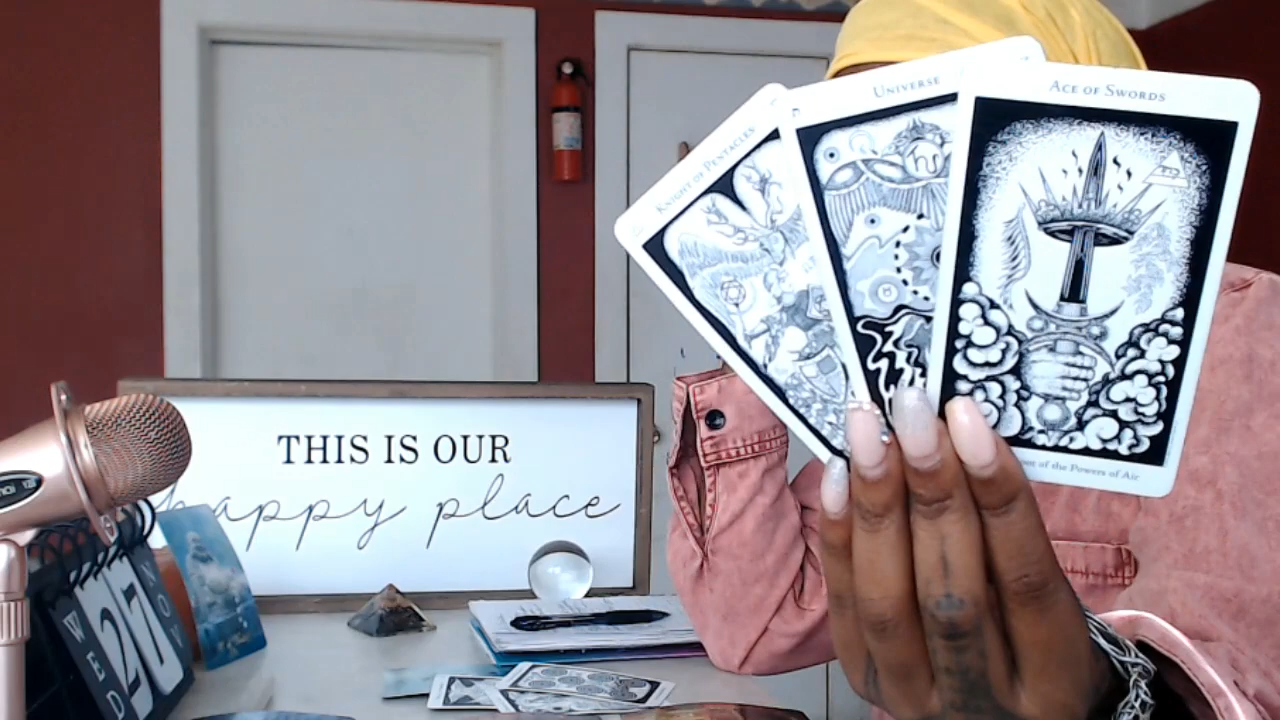 KNIGHT OF PENTACLES
UNIVERSE
ACE OF SWORDS
of the Powers of Air
THIS IS OUR
happy place
WED
27
NOV